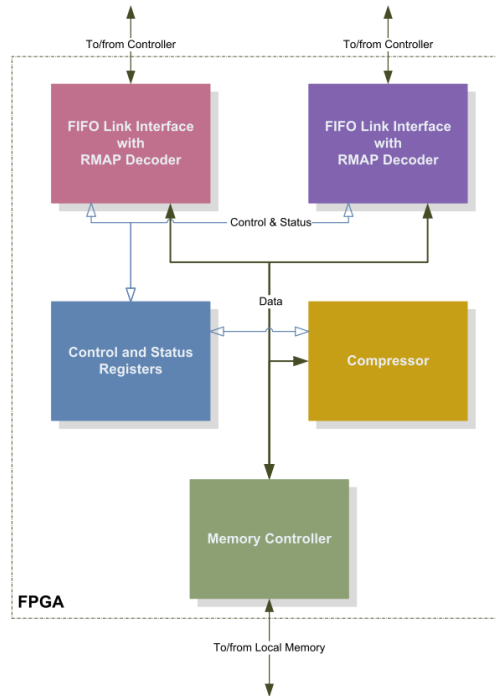 To/from Controller
To/from Controller
FIFO Link Interface
with
RMAP Decoder
FIFO Link Interface
with
RMAP Decoder
Control & Status
Data
Control and Status
Registers
Compressor
Memory Controller
FPGA
To/from Local Memory